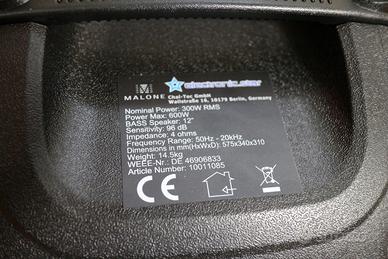 MALONE
electronic-star
Chal-Tec GmbH
Wallstraße 16, 10179 Berlin, Germany
Nominal Power: 300W RMS
Power Max: 600W
BASS Speaker: 12"
Sensitivity: 96 dB
Impedance: 4 ohms
Frequency Range: 50Hz - 20kHz
Dimensions in mm(HxWxD): 575x340x310
Weight: 14.5kg
WEEE-Nr.: DE 46906833
Article Number: 10011085
CE